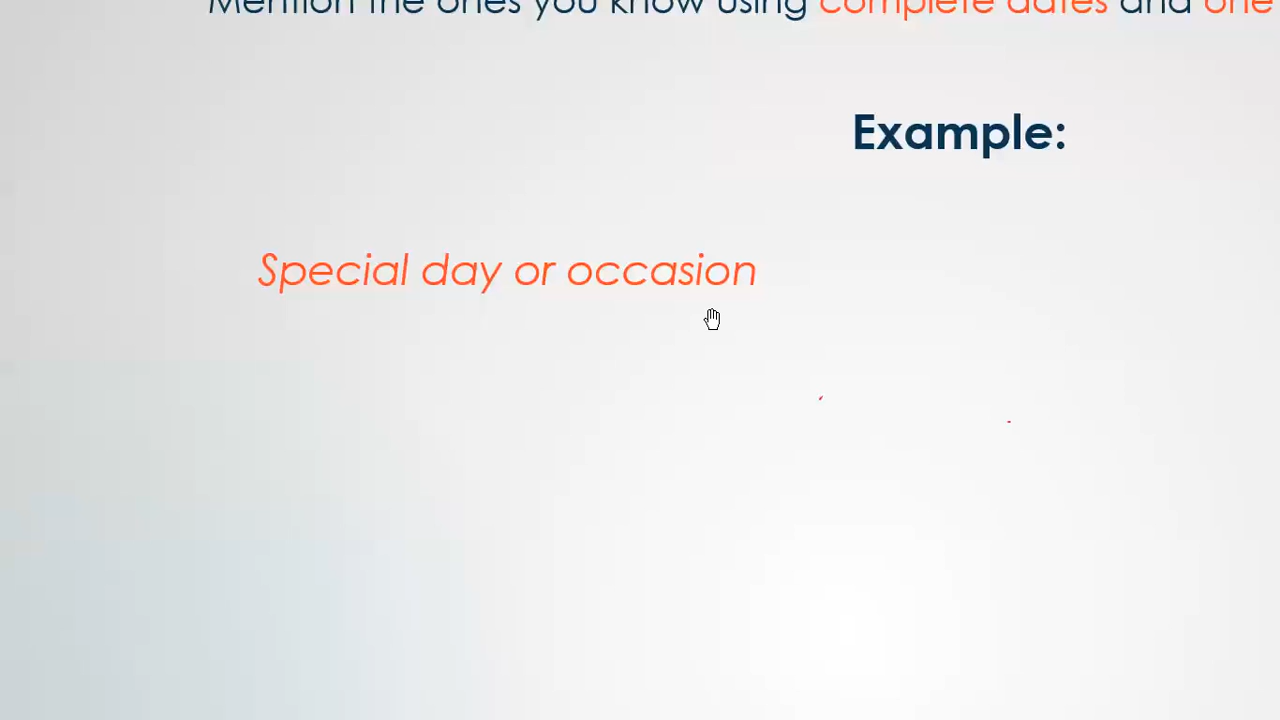 Mention the ones you know using complete dates and one
Example:
Special day or occasion